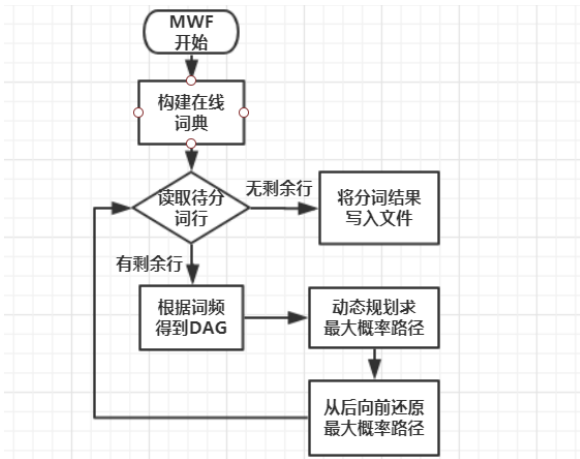 MWF
开始
构建在线
词典
读取待分
词行
无剩余行
将分词结果
写入文件
有剩余行
根据词频
得到DAG
动态规划求
最大概率路径
从后向前还原
最大概率路径